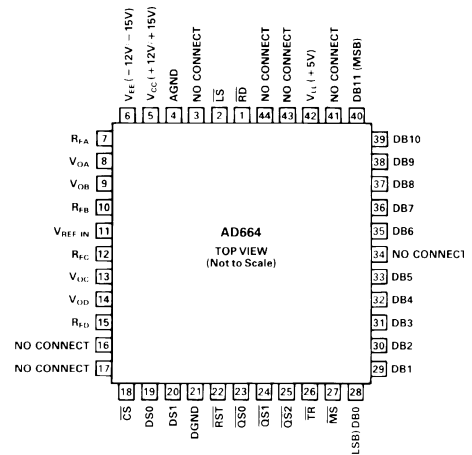 VEE (−12V − 15V)
VCC (+12V + 15V)
AGND
NO CONNECT
LS
RD
NO CONNECT
NO CONNECT
VLL (+5V)
NO CONNECT
DB11 (MSB)
6 5 4 3 2 1 44 43 42 41 40
RFA 7
VOA 8
VOB 9
RFB 10
VREF IN 11
RFC 12
VOC 13
VOD 14
RFD 15
NO CONNECT 16
NO CONNECT 17
AD664
TOP VIEW
(Not to Scale)
39 DB10
38 DB9
37 DB8
36 DB7
35 DB6
34 NO CONNECT
33 DB5
32 DB4
31 DB3
30 DB2
29 DB1
18 19 20 21 22 23 24 25 26 27 28
CS
DS0
DS1
DGND
RST
QS0
QS1
QS2
TR
MS
LSB) DB0